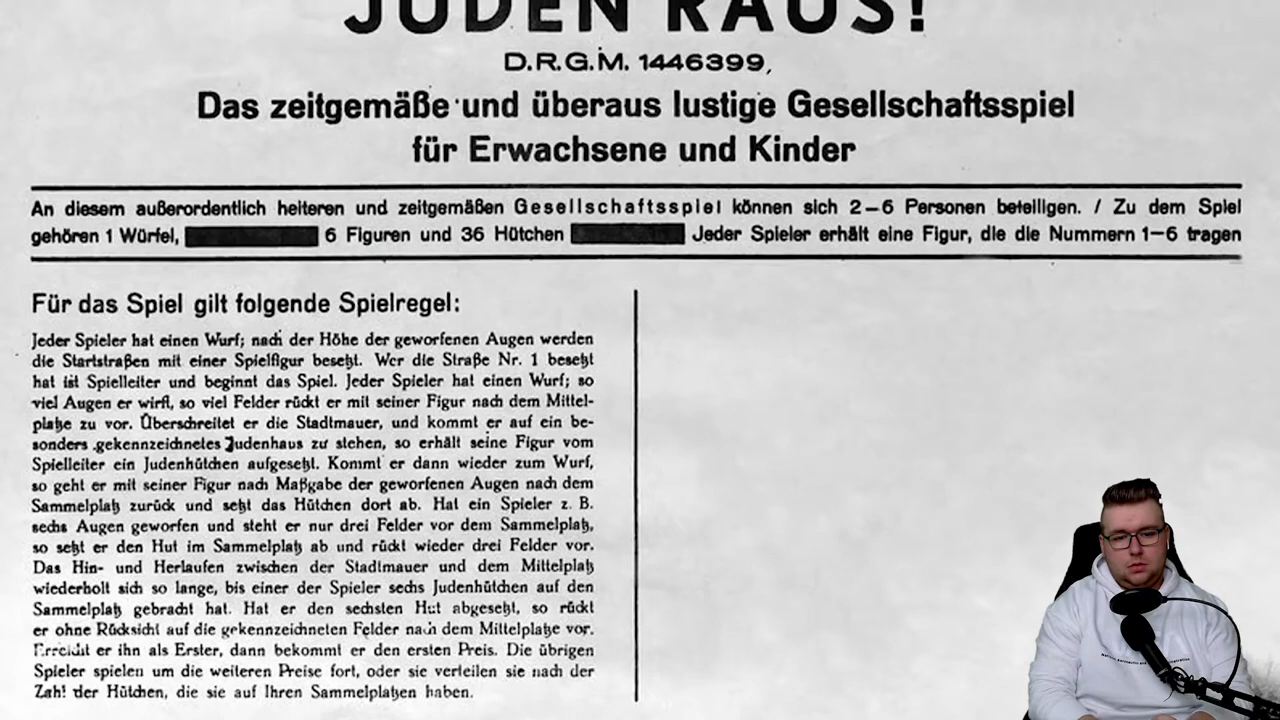 JUDEN RAUS!
D.R.G.M. 1446399,
Das zeitgemäße und überaus lustige Gesellschaftsspiel
für Erwachsene und Kinder
An diesem außerordentlich heiteren und zeitgemäßen Gesellschaftsspiel können sich 2–6 Personen beteiligen. / Zu dem Spiel
gehören 1 Würfel, 6 Figuren und 36 Hütchen Jeder Spieler erhält eine Figur, die die Nummern 1–6 tragen
Für das Spiel gilt folgende Spielregel:
Jeder Spieler hat einen Wurf; nach der Höhe der geworfenen Augen werden
die Startstraßen mit einer Spielfigur besetzt. Wer die Straße Nr. 1 besetzt
hat ist Spielleiter und beginnt das Spiel. Jeder Spieler hat einen Wurf; so
viel Augen er wirft, so viel Felder rückt er mit seiner Figur nach dem Mittel-
platze zu vor. Überschreitet er die Stadtmauer, und kommt er auf ein be-
sonders gekennzeichnetes Judenhaus zu stehen, so erhält seine Figur vom
Spielleiter ein Judenhütchen aufgesetzt. Kommt er dann wieder zum Wurf,
so geht er mit seiner Figur nach Maßgabe der geworfenen Augen nach dem
Sammelplatz zurück und setzt das Hütchen dort ab. Hat ein Spieler z. B.
sechs Augen geworfen und steht er nur drei Felder vor dem Sammelplatz,
so setzt er den Hut im Sammelplatz ab und rückt wieder drei Felder vor.
Das Hin- und Herlaufen zwischen der Stadtmauer und dem Mittelplatz
wiederholt sich so lange, bis einer der Spieler sechs Judenhütchen auf den
Sammelplatz gebracht hat. Hat er den sechsten Hut abgesetzt, so rückt
er ohne Rücksicht auf die gekennzeichneten Felder nach dem Mittelplatze vor.
Erreicht er ihn als Erster, dann bekommt er den ersten Preis. Die übrigen
Spieler spielen um die weiteren Preise fort, oder sie verteilen sie nach der
Zahl der Hütchen, die sie auf Ihren Sammelplatzen haben.